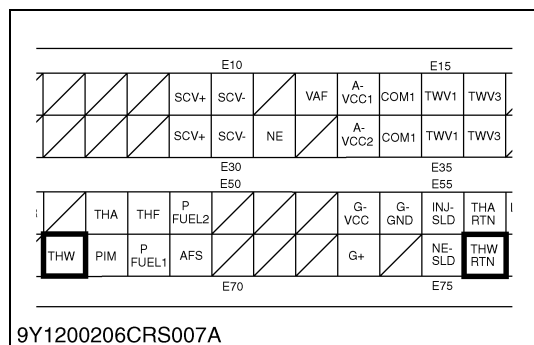 E10 E15
SCV+ SCV- VAF A-VCC1 COM1 TWV1 TWV3
SCV+ SCV- NE A-VCC2 COM1 TWV1 TWV3
E30 E35
E50 E55
THA THF P FUEL2 G-VCC G-GND INJ-SLD THA RTN
THW PIM P FUEL1 AFS G+ NE-SLD THW RTN
E70 E75
9Y1200206CRS007A